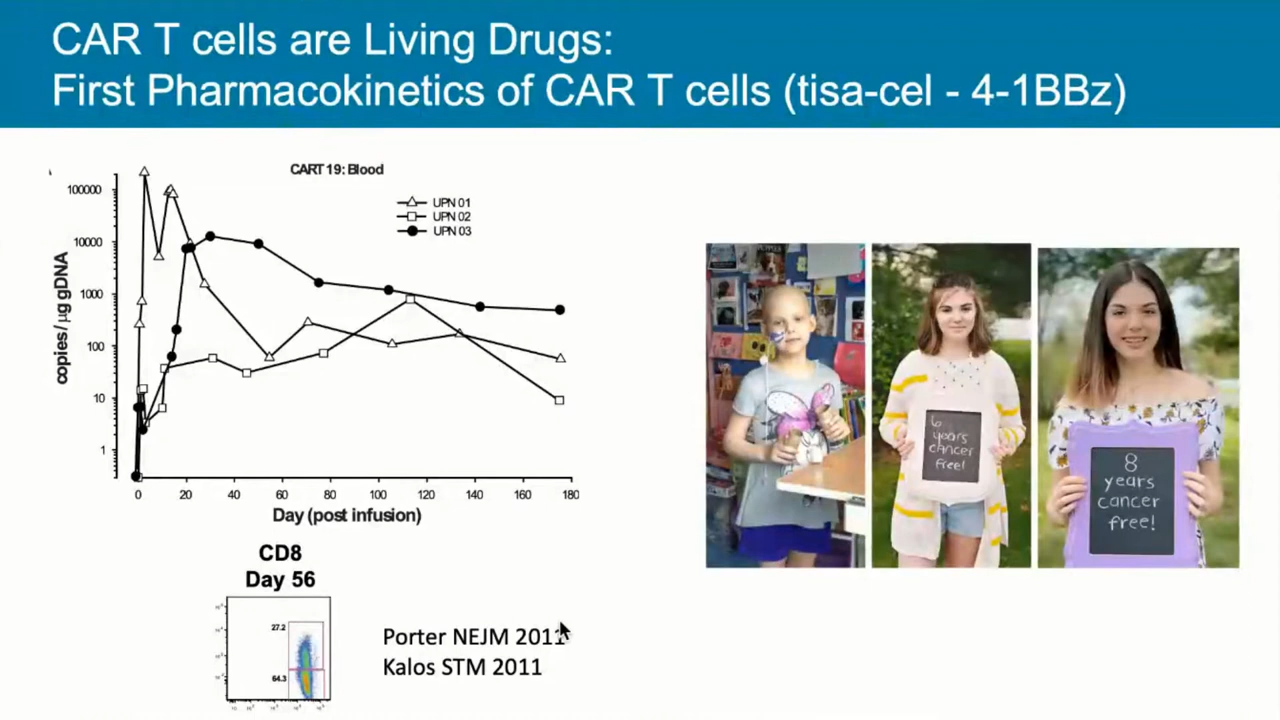 CAR T cells are Living Drugs:
First Pharmacokinetics of CAR T cells (tisa-cel - 4-1BBz)
CART 19: Blood
UPN 01
UPN 02
UPN 03
100000
10000
1000
100
10
1
copies/μg gDNA
0 20 40 60 80 100 120 140 160 180
Day (post infusion)
CD8
Day 56
27.2
64.3
Porter NEJM 2011
Kalos STM 2011
6
years
cancer
free!
8
years
cancer
free!